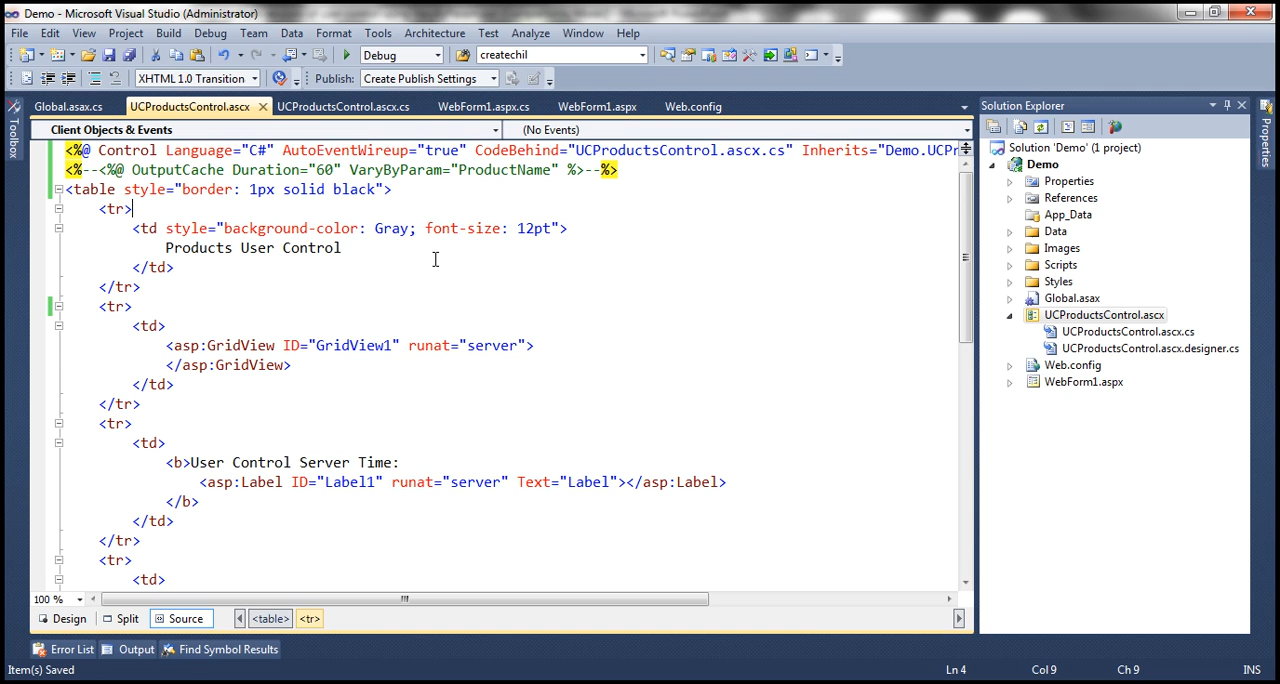 Demo - Microsoft Visual Studio (Administrator)
File Edit View Project Build Debug Team Data Format Tools Architecture Test Analyze Window Help
Debug createchil
XHTML 1.0 Transition Publish: Create Publish Settings
Global.asax.cs UCProductsControl.ascx UCProductsControl.ascx.cs WebForm1.aspx.cs WebForm1.aspx Web.config
Client Objects & Events (No Events)
<%@ Control Language="C#" AutoEventWireup="true" CodeBehind="UCProductsControl.ascx.cs" Inherits="Demo.UCPr
<%--<%@ OutputCache Duration="60" VaryByParam="ProductName" %>--%>
<table style="border: 1px solid black">
<tr>
<td style="background-color: Gray; font-size: 12pt">
Products User Control
</td>
</tr>
<tr>
<td>
<asp:GridView ID="GridView1" runat="server">
</asp:GridView>
</td>
</tr>
<tr>
<td>
<b>User Control Server Time:
<asp:Label ID="Label1" runat="server" Text="Label"></asp:Label>
</b>
</td>
</tr>
<tr>
<td>
100 %
Design Split Source <table> <tr>
Error List Output Find Symbol Results
Item(s) Saved Ln 4 Col 9 Ch 9 INS
Toolbox
Solution Explorer
Solution 'Demo' (1 project)
Demo
Properties
References
App_Data
Data
Images
Scripts
Styles
Global.asax
UCProductsControl.ascx
UCProductsControl.ascx.cs
UCProductsControl.ascx.designer.cs
Web.config
WebForm1.aspx
Properties